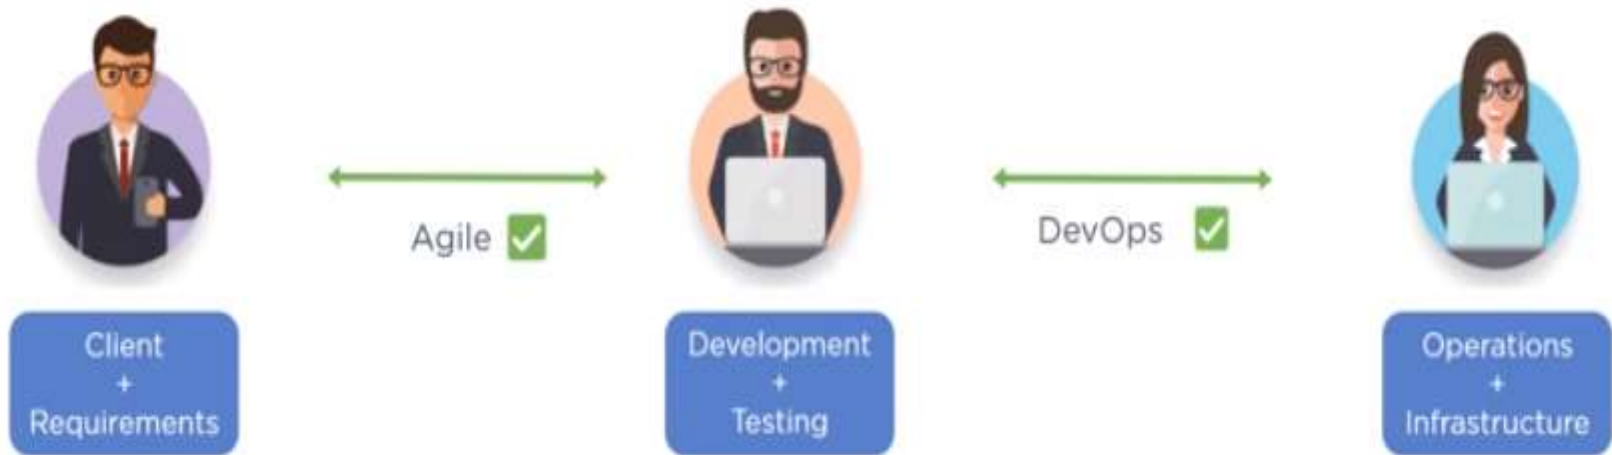 Agile
DevOps
Client
+
Requirements
Development
+
Testing
Operations
+
Infrastructure